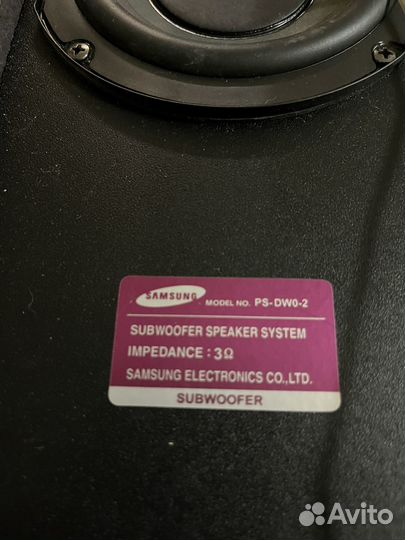 SAMSUNG MODEL NO. PS-DW0-2
SUBWOOFER SPEAKER SYSTEM
IMPEDANCE : 3Ω
SAMSUNG ELECTRONICS CO.,LTD.
SUBWOOFER
Avito